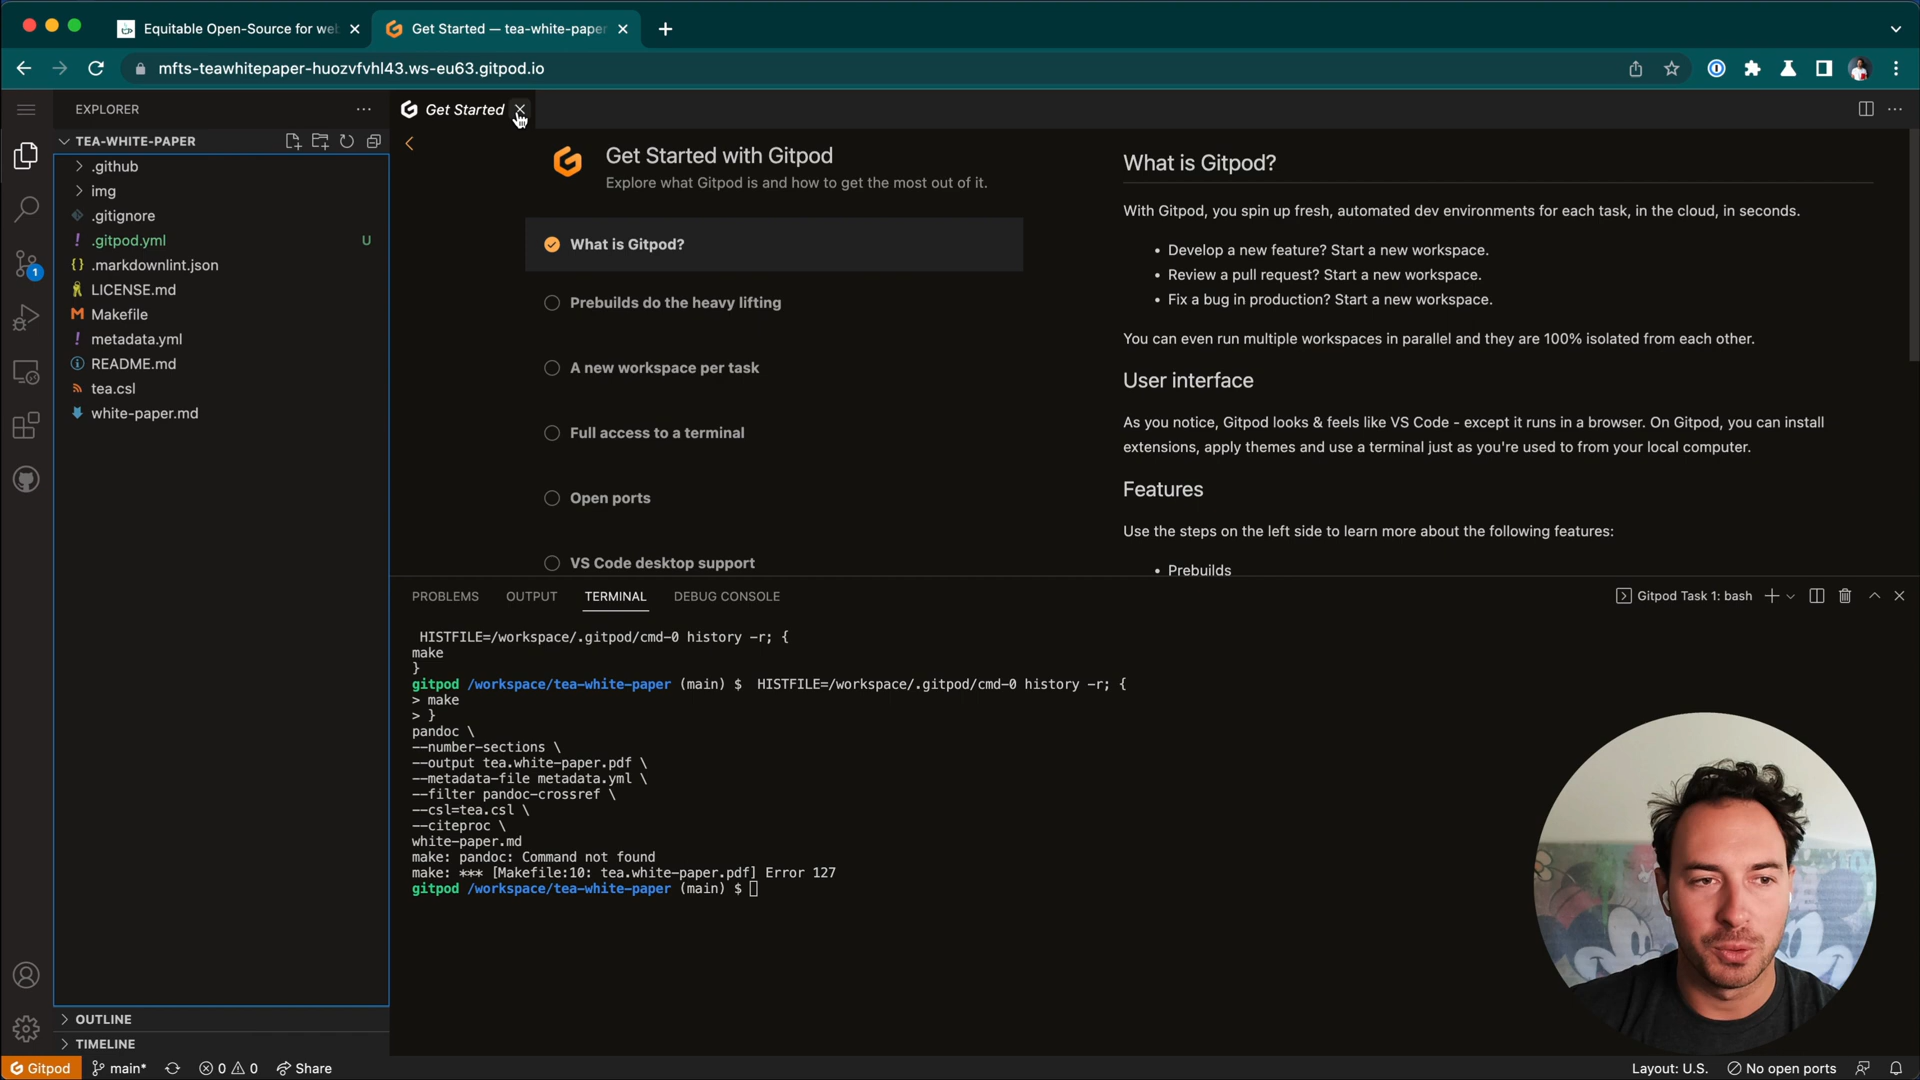 Equitable Open-Source for we
Get Started — tea-white-paper
mfts-teawhitepaper-huozvfvhl43.ws-eu63.gitpod.io
EXPLORER
TEA-WHITE-PAPER
.github
img
.gitignore
.gitpod.yml U
.markdownlint.json
LICENSE.md
Makefile
metadata.yml
README.md
tea.csl
white-paper.md
OUTLINE
TIMELINE
1
Get Started
Get Started with Gitpod
Explore what Gitpod is and how to get the most out of it.
What is Gitpod?
Prebuilds do the heavy lifting
A new workspace per task
Full access to a terminal
Open ports
VS Code desktop support
What is Gitpod?
With Gitpod, you spin up fresh, automated dev environments for each task, in the cloud, in seconds.
• Develop a new feature? Start a new workspace.
• Review a pull request? Start a new workspace.
• Fix a bug in production? Start a new workspace.
You can even run multiple workspaces in parallel and they are 100% isolated from each other.
User interface
As you notice, Gitpod looks & feels like VS Code - except it runs in a browser. On Gitpod, you can install
extensions, apply themes and use a terminal just as you're used to from your local computer.
Features
Use the steps on the left side to learn more about the following features:
• Prebuilds
PROBLEMS OUTPUT TERMINAL DEBUG CONSOLE
Gitpod Task 1: bash
HISTFILE=/workspace/.gitpod/cmd-0 history -r; {
make
}
gitpod /workspace/tea-white-paper (main) $ HISTFILE=/workspace/.gitpod/cmd-0 history -r; {
> make
> }
pandoc \
--number-sections \
--output tea.white-paper.pdf \
--metadata-file metadata.yml \
--filter pandoc-crossref \
--csl=tea.csl \
--citeproc \
white-paper.md
make: pandoc: Command not found
make: *** [Makefile:10: tea.white-paper.pdf] Error 127
gitpod /workspace/tea-white-paper (main) $
Gitpod main* 0 0 Share
Layout: U.S. No open ports